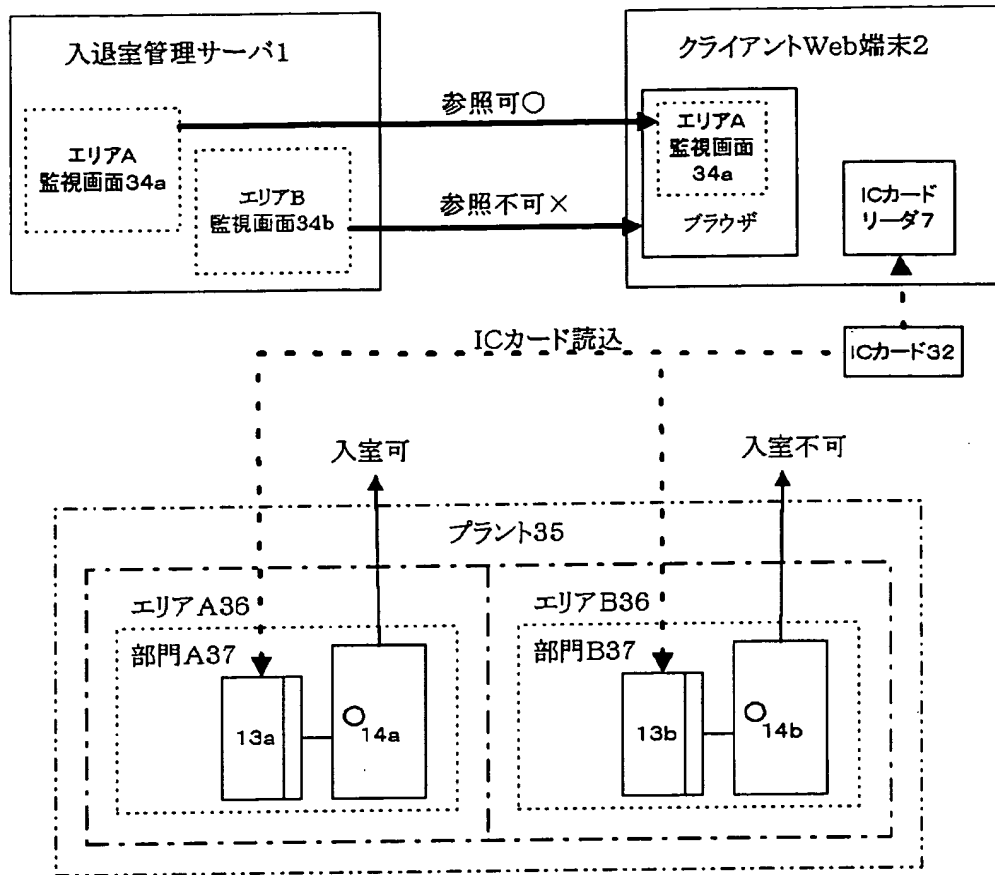 入退室管理サーバ1
クライアントWeb端末2
エリアA
監視画面34a
エリアB
監視画面34b
参照可○
参照不可×
エリアA
監視画面
34a
ブラウザ
ICカード
リーダ7
ICカード読込
ICカード32
入室可
入室不可
プラント35
エリアA36
部門A37
13a
14a
エリアB36
部門B37
13b
14b